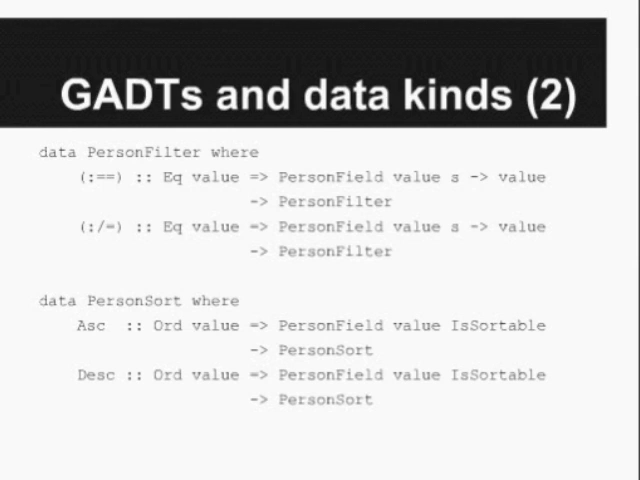 GADTs and data kinds (2)
data PersonFilter where
(:==) :: Eq value => PersonField value s -> value
-> PersonFilter
(:/=) :: Eq value => PersonField value s -> value
-> PersonFilter
data PersonSort where
Asc :: Ord value => PersonField value IsSortable
-> PersonSort
Desc :: Ord value => PersonField value IsSortable
-> PersonSort